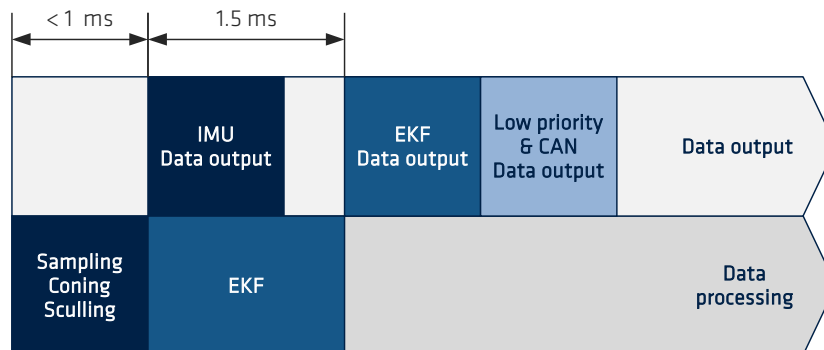 < 1 ms
1.5 ms
IMU
Data output
EKF
Data output
Low priority
& CAN
Data output
Data output
Sampling
Coning
Sculling
EKF
Data
processing